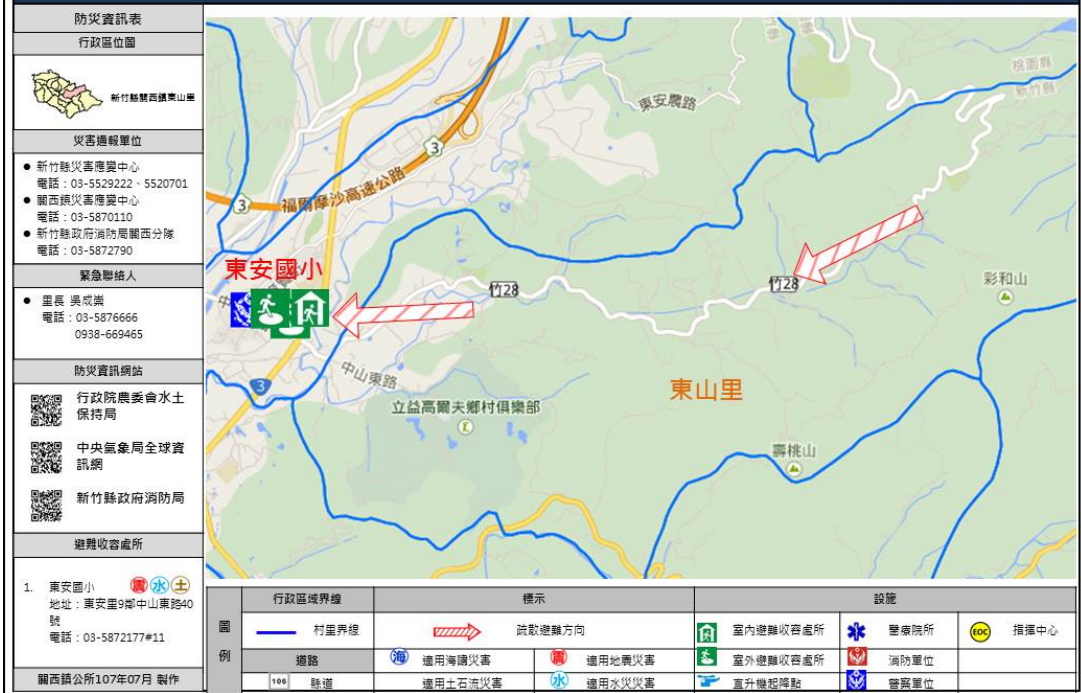 防災資訊表
行政區位圖
新竹縣關西鎮東山里
災害通報單位
● 新竹縣災害應變中心
電話：03-5529222、5520701
● 關西鎮災害應變中心
電話：03-5870110
● 新竹縣政府消防局關西分隊
電話：03-5872790
緊急聯絡人
● 里長 吳成崇
電話：03-5876666
0938-669465
防災資訊網站
行政院農委會水土
保持局
中央氣象局全球資
訊網
新竹縣政府消防局
避難收容處所
1. 東安國小 震 水 土
地址：東安里9鄰中山東路40
號
電話：03-5872177#11
關西鎮公所107年07月 製作
桃園縣
新竹縣
東安農路
3
3
福爾摩沙高速公路
東安國小
竹28
竹28
彩和山
3
中山東路
東山里
立益高爾夫鄉村俱樂部
壽桃山
圖例
行政區域界線
標示
設施
村里界線
疏散避難方向
室內避難收容處所
醫療院所
EOC 指揮中心
道路
海 適用海嘯災害
震 適用地震災害
室外避難收容處所
消防單位
106 縣道
適用土石流災害
水 適用水災災害
直升機起降點
警察單位